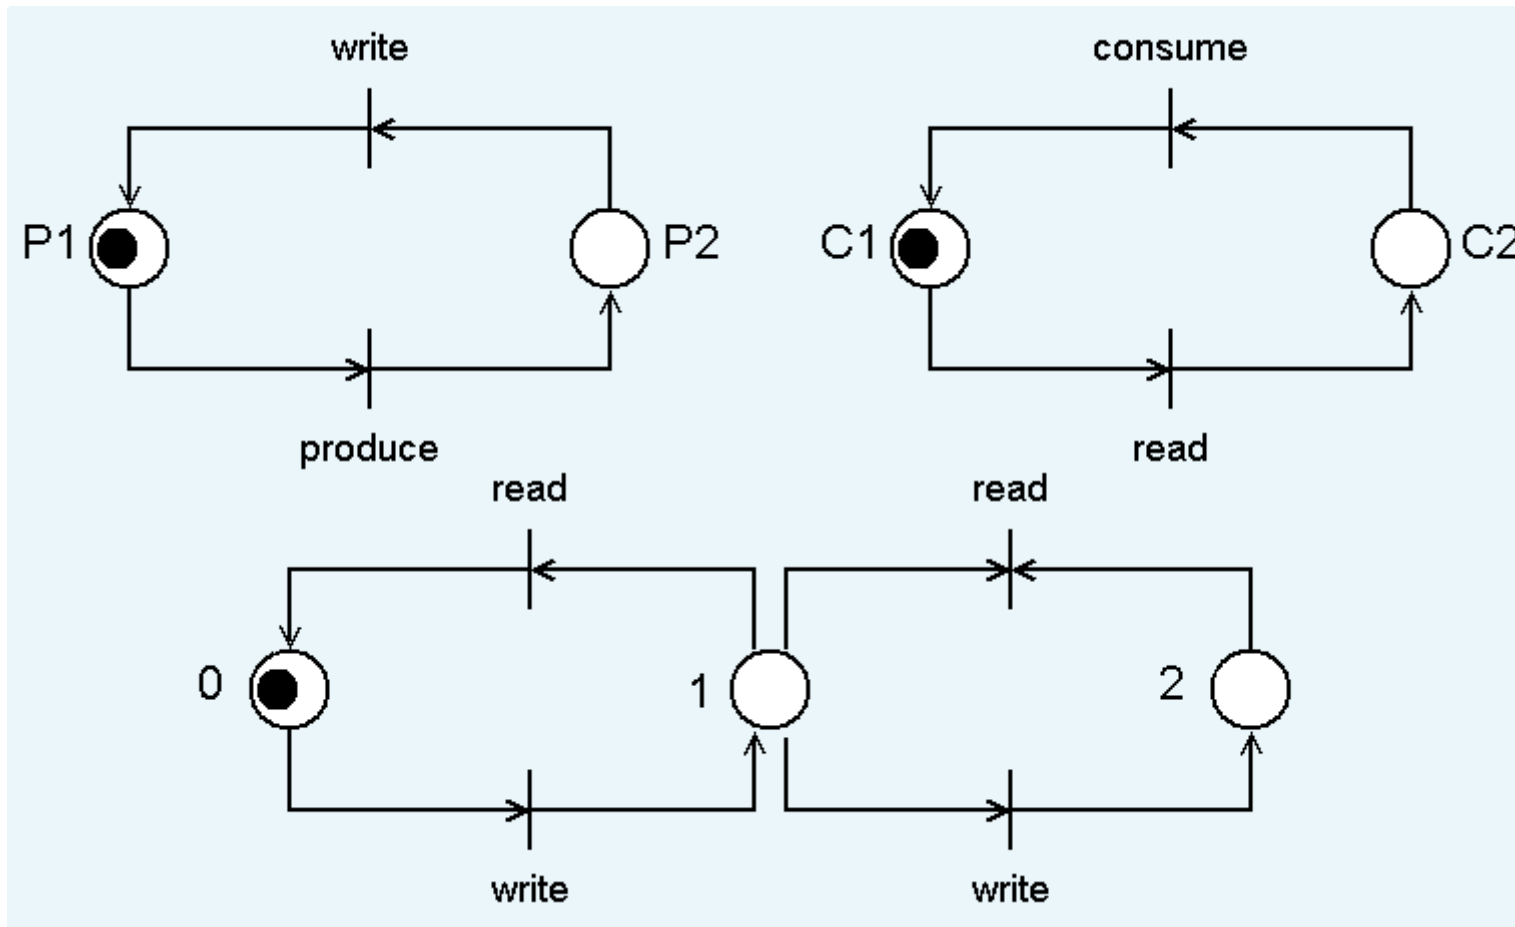 write
consume
P1
P2
C1
C2
produce
read
read
read
0
1
2
write
write